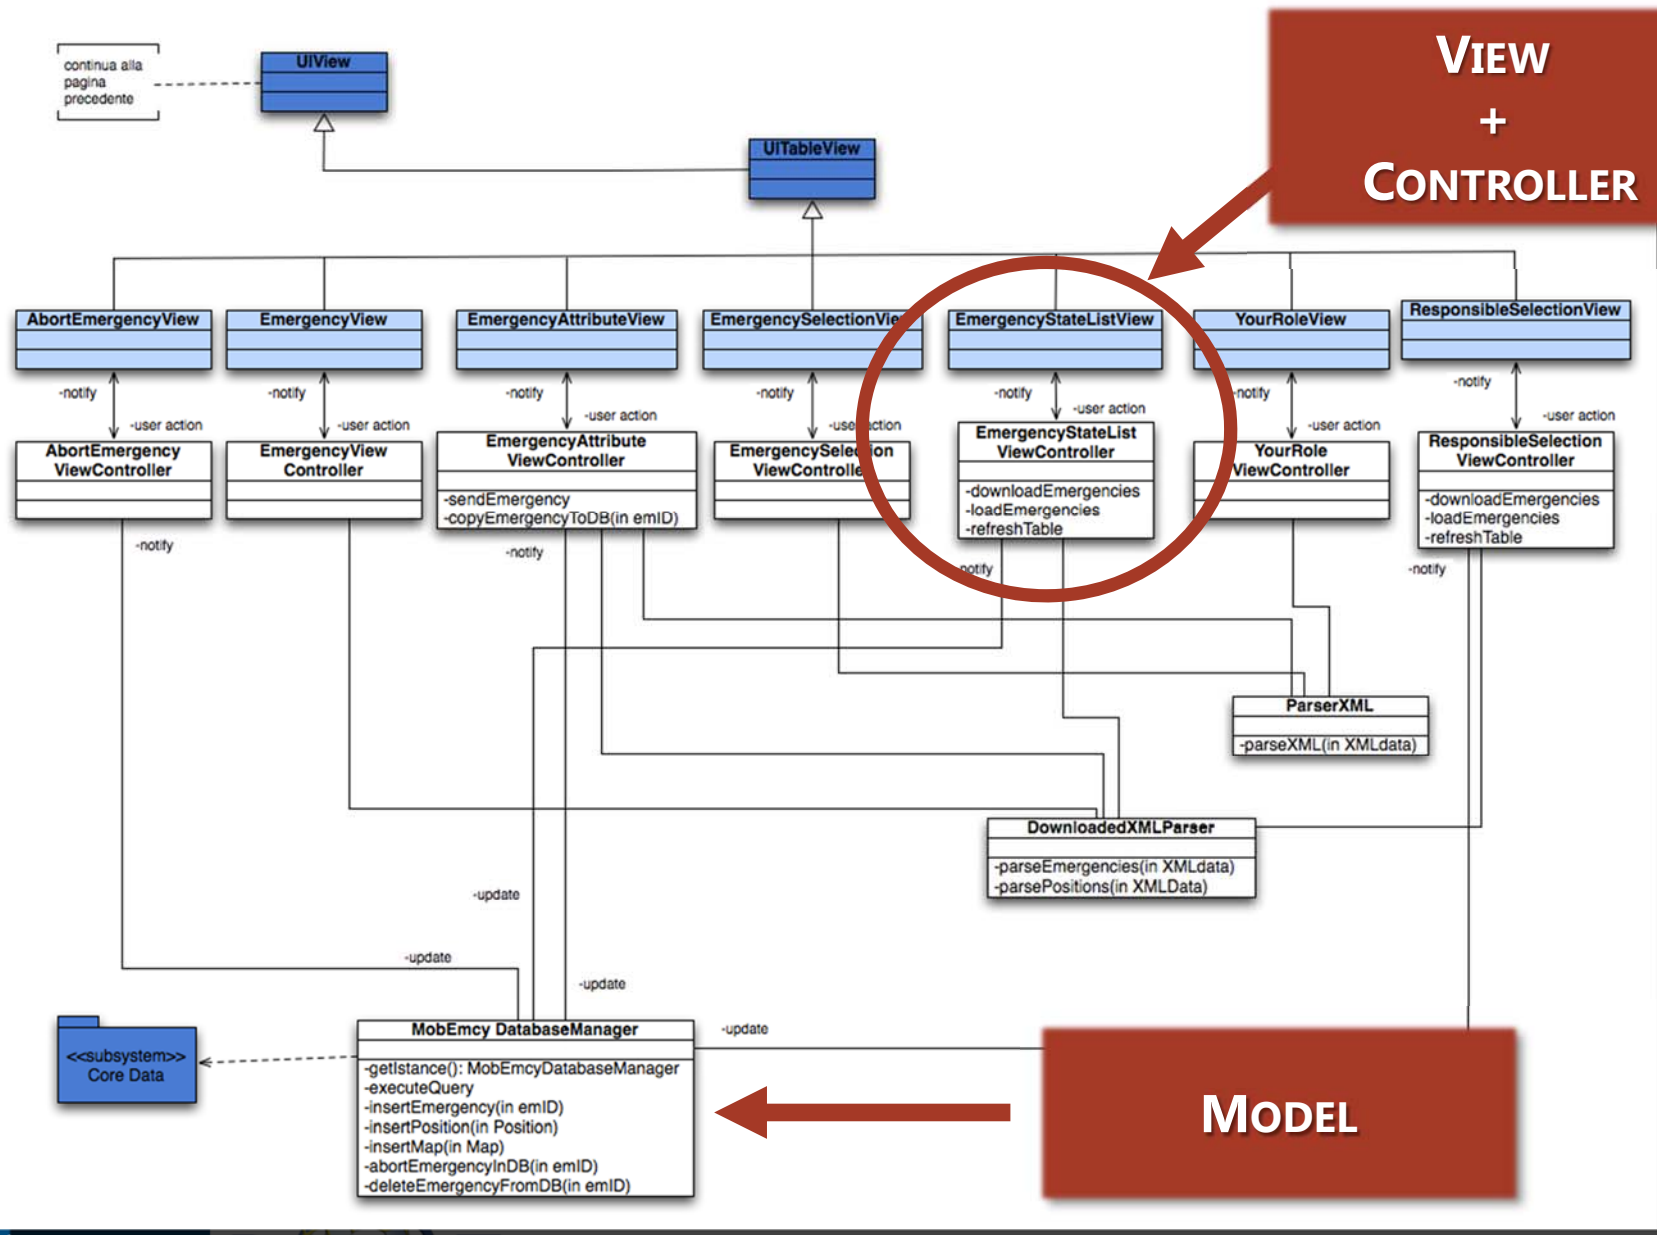 continua alla
pagina
precedente
UIView
UITableView
VIEW
+
CONTROLLER
AbortEmergencyView
EmergencyView
EmergencyAttributeView
EmergencySelectionView
EmergencyStateListView
YourRoleView
ResponsibleSelectionView
-notify
-notify
-notify
-notify
-notify
-notify
-notify
-user action
-user action
-user action
-user action
-user action
-user action
-user action
AbortEmergency
ViewController
EmergencyView
Controller
EmergencyAttribute
ViewController
-sendEmergency
-copyEmergencyToDB(in emID)
EmergencySelection
ViewController
EmergencyStateList
ViewController
-downloadEmergencies
-loadEmergencies
-refreshTable
YourRole
ViewController
ResponsibleSelection
ViewController
-downloadEmergencies
-loadEmergencies
-refreshTable
-notify
-notify
-notify
-notify
ParserXML
-parseXML(in XMLdata)
DownloadedXMLParser
-parseEmergencies(in XMLdata)
-parsePositions(in XMLData)
-update
-update
-update
-update
<<subsystem>>
Core Data
MobEmcy DatabaseManager
-getIstance(): MobEmcyDatabaseManager
-executeQuery
-insertEmergency(in emID)
-insertPosition(in Position)
-insertMap(in Map)
-abortEmergencyInDB(in emID)
-deleteEmergencyFromDB(in emID)
MODEL